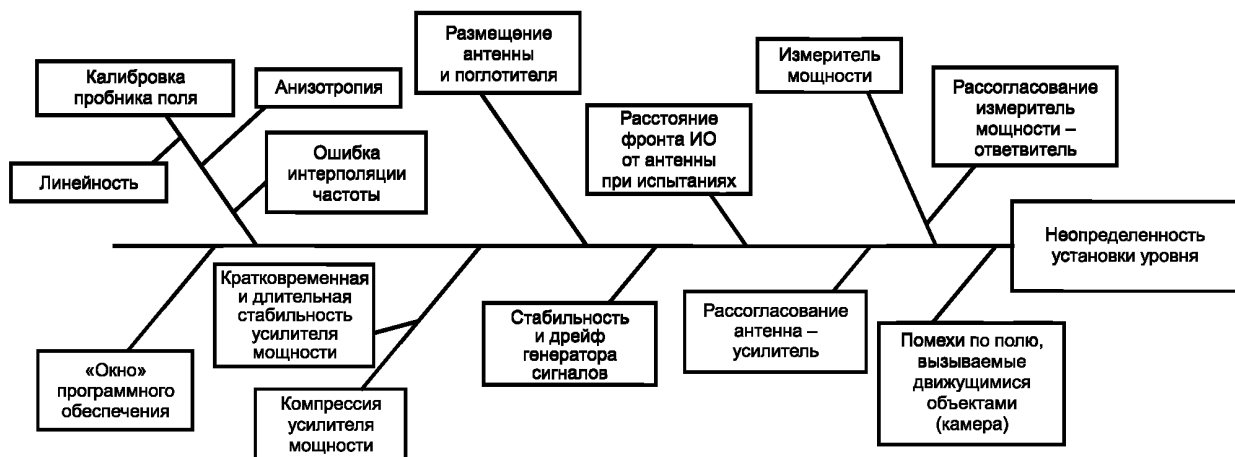 Размещение
антенны
и поглотителя
Измеритель
мощности
Калибровка
пробника поля
Анизотропия
Рассогласование
измеритель
мощности –
ответвитель
Расстояние
фронта ИО
от антенны
при испытаниях
Линейность
Ошибка
интерполяции
частоты
Неопределенность
установки уровня
Кратковременная
и длительная
стабильность
усилителя
мощности
Стабильность
и дрейф
генератора
сигналов
Рассогласование
антенна –
усилитель
Помехи по полю,
вызываемые
движущимися
объектами
(камера)
«Окно»
программного
обеспечения
Компрессия
усилителя
мощности